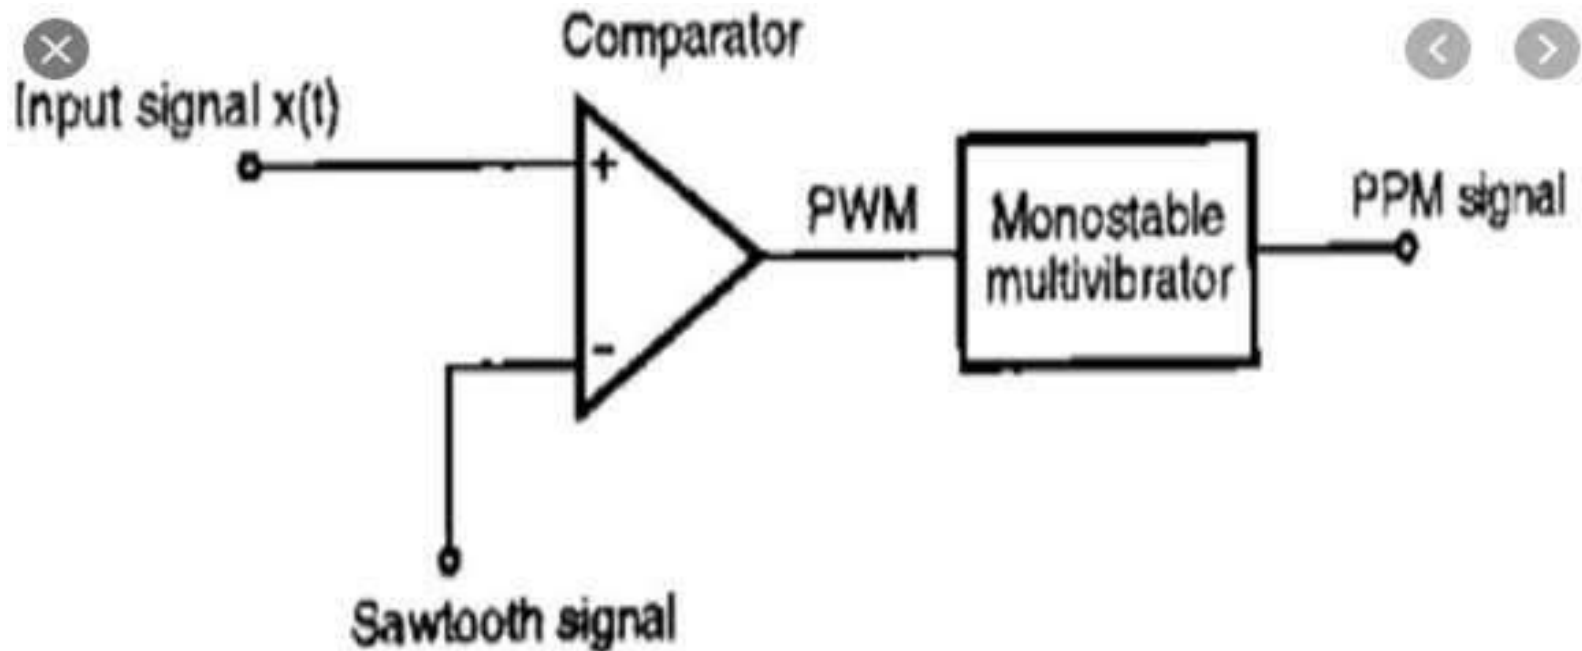 Comparator
Input signal x(t)
+
PWM
Monostable
multivibrator
PPM signal
-
Sawtooth signal